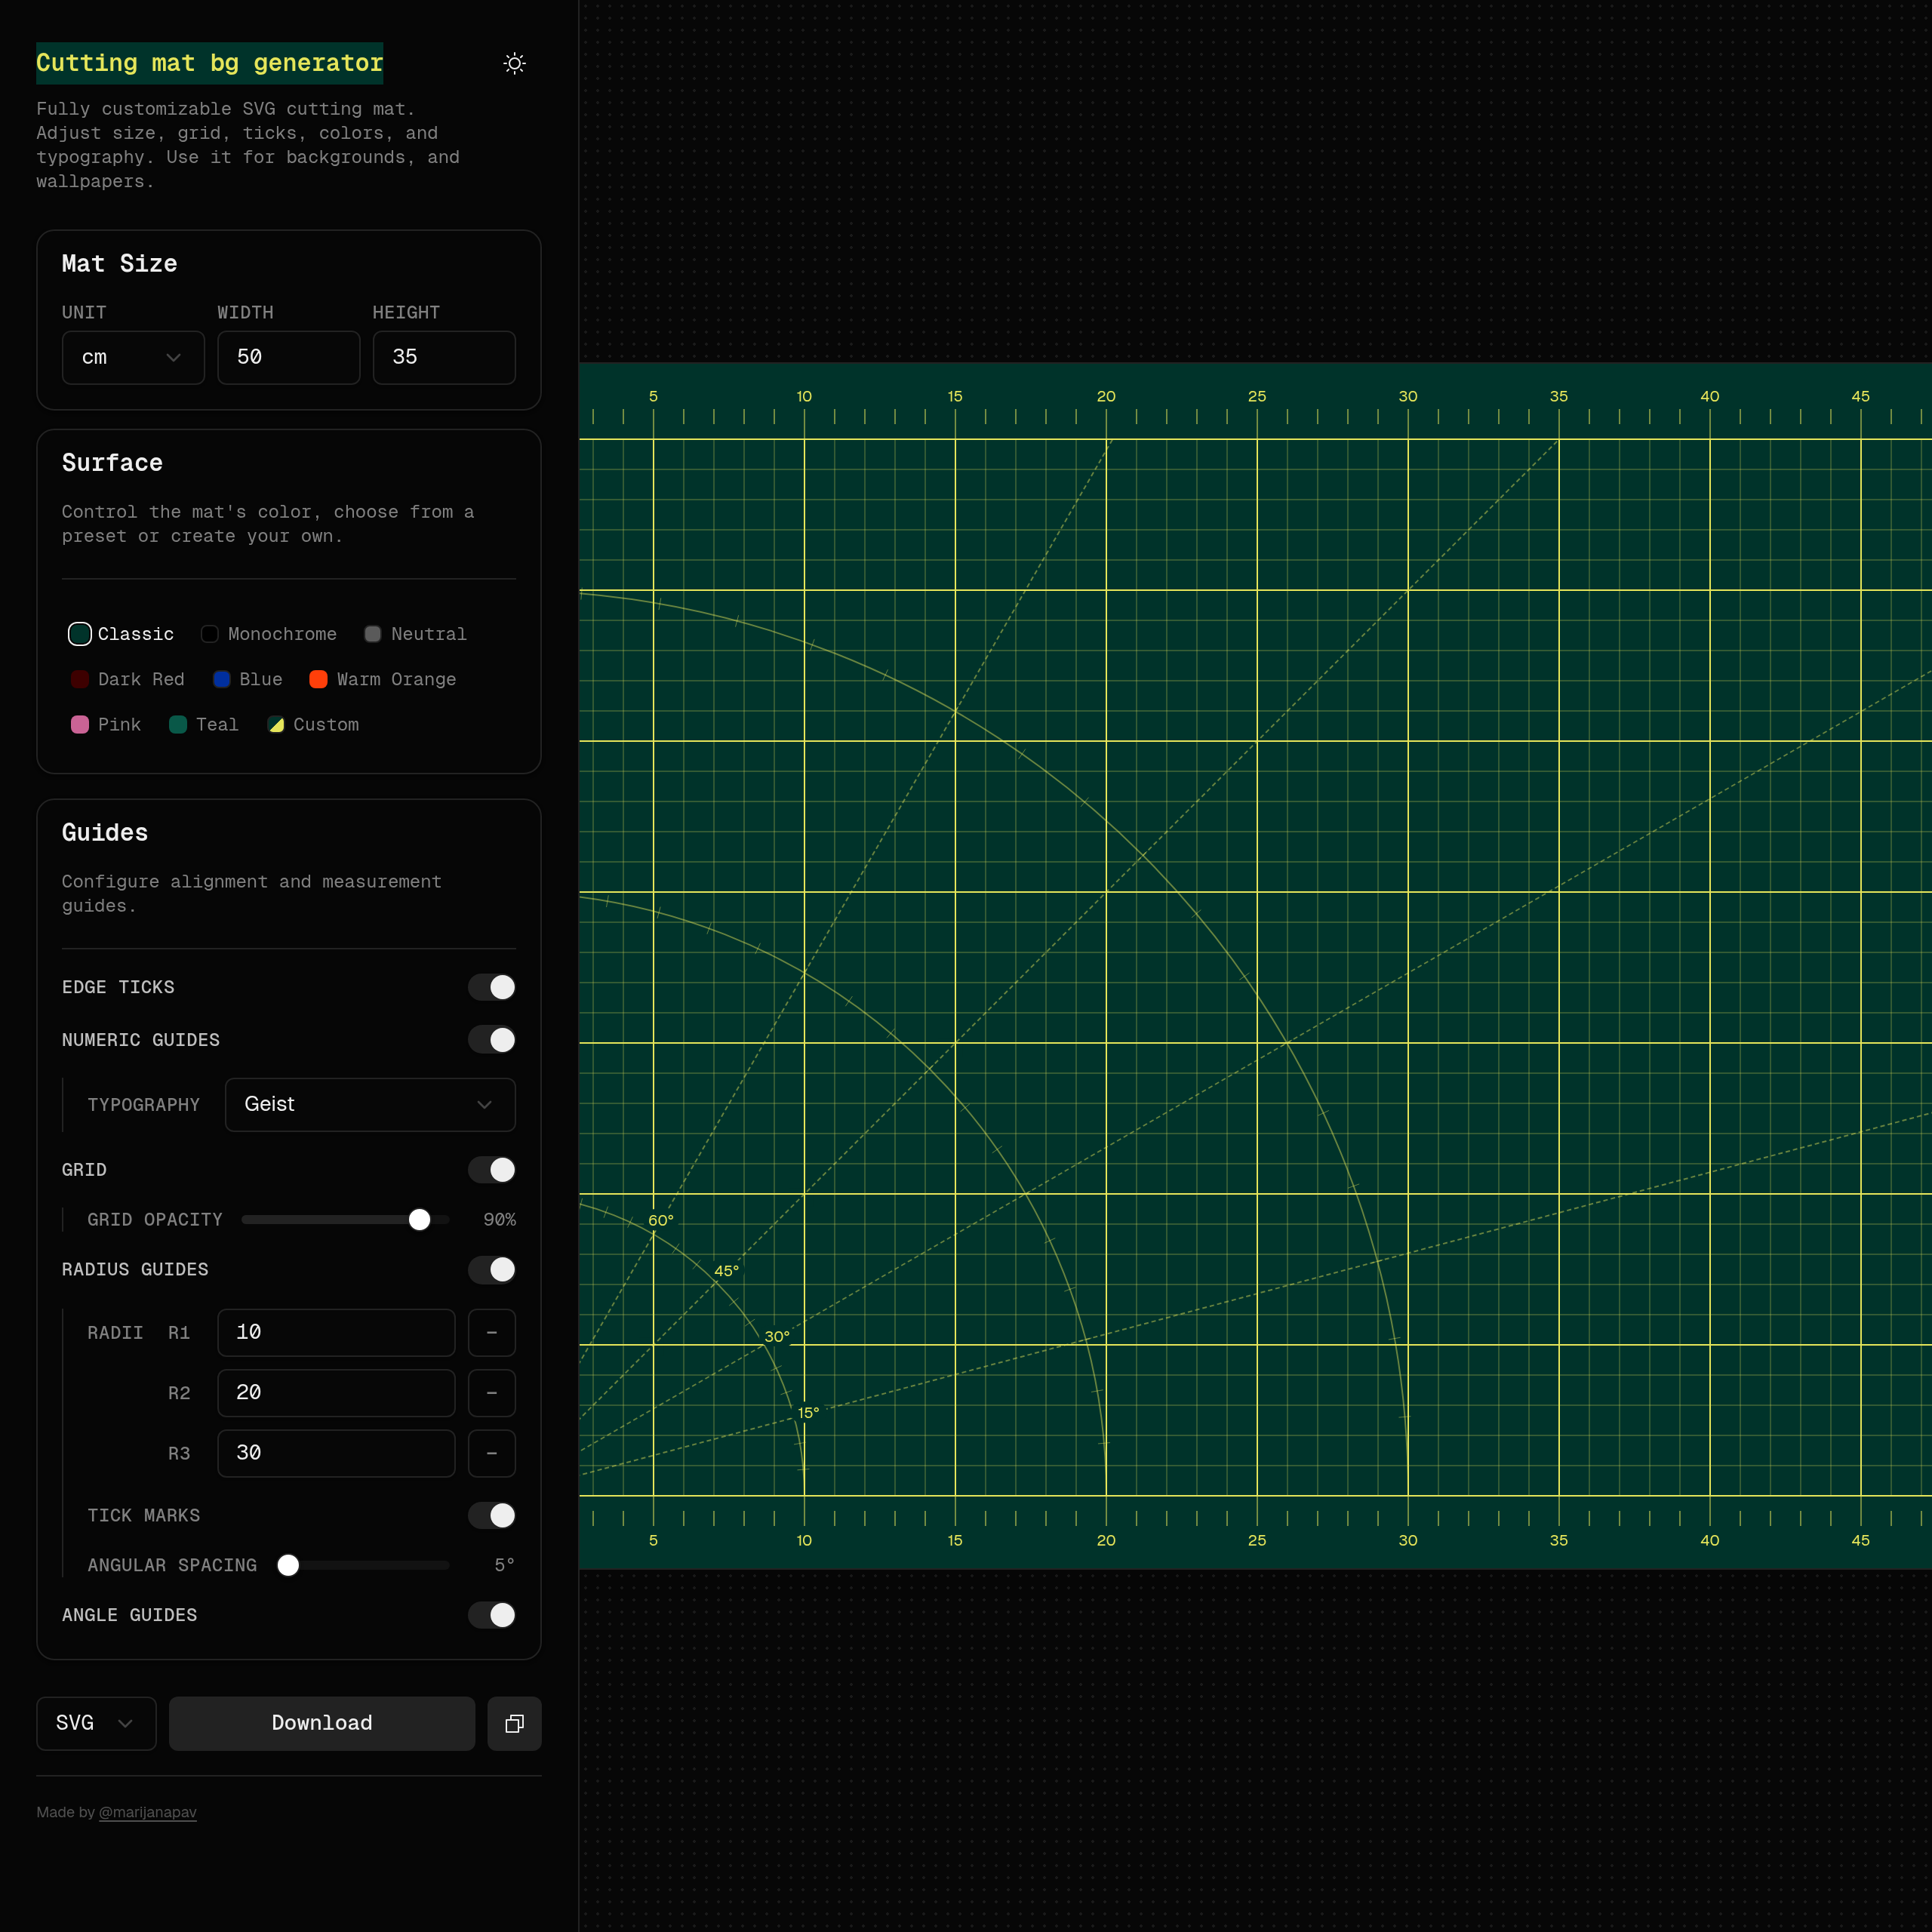 Cutting mat bg generator
Fully customizable SVG cutting mat.
Adjust size, grid, ticks, colors, and
typography. Use it for backgrounds, and
wallpapers.
Mat Size
UNIT WIDTH HEIGHT
cm 50 35
Surface
Control the mat's color, choose from a
preset or create your own.
Classic Monochrome Neutral
Dark Red Blue Warm Orange
Pink Teal Custom
Guides
Configure alignment and measurement
guides.
EDGE TICKS
NUMERIC GUIDES
TYPOGRAPHY Geist
GRID
GRID OPACITY 90%
RADIUS GUIDES
RADII R1 10 −
R2 20 −
R3 30 −
TICK MARKS
ANGULAR SPACING 5°
ANGLE GUIDES
SVG Download
Made by @marijanapav
5 10 15 20 25 30 35 40 45
60°
45°
30°
15°
5 10 15 20 25 30 35 40 45